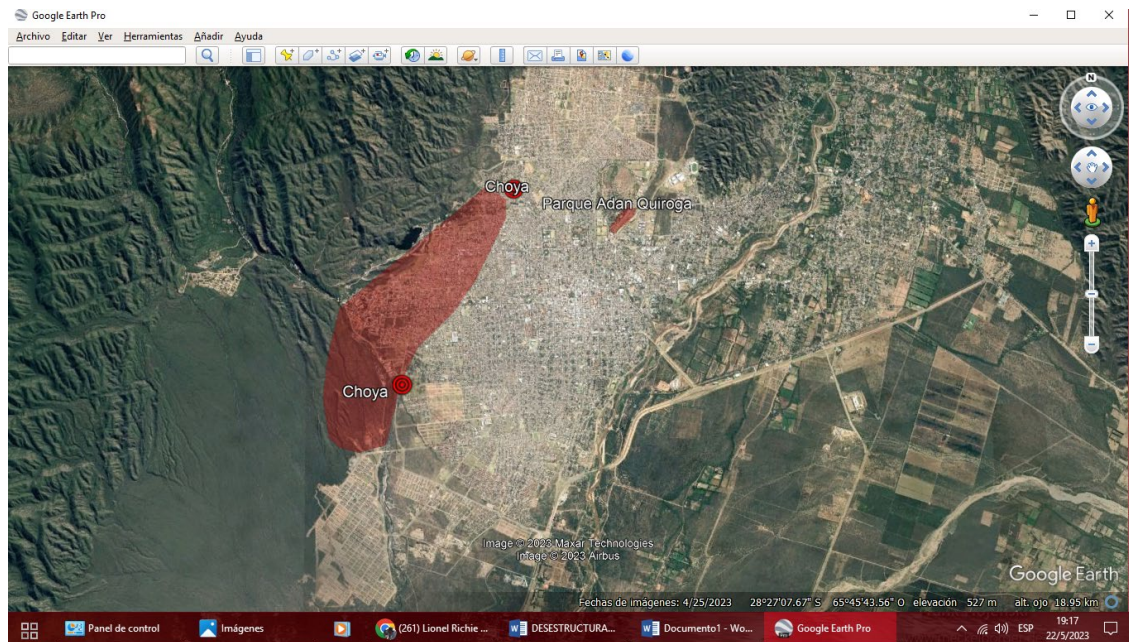 Google Earth Pro
Archivo Editar Ver Herramientas Añadir Ayuda
N
Choya
Parque Adan Quiroga
Choya
Image © 2023 Maxar Technologies
Image © 2023 Airbus
Google Earth
Fechas de imágenes: 4/25/2023 28°27'07.67" S 65°45'43.56" O elevación 527 m alt. ojo 18.95 km
Panel de control Imágenes (261) Lionel Richie ... DESESTRUCTURA... Documento1 - Wo... Google Earth Pro ESP 19:17
22/5/2023